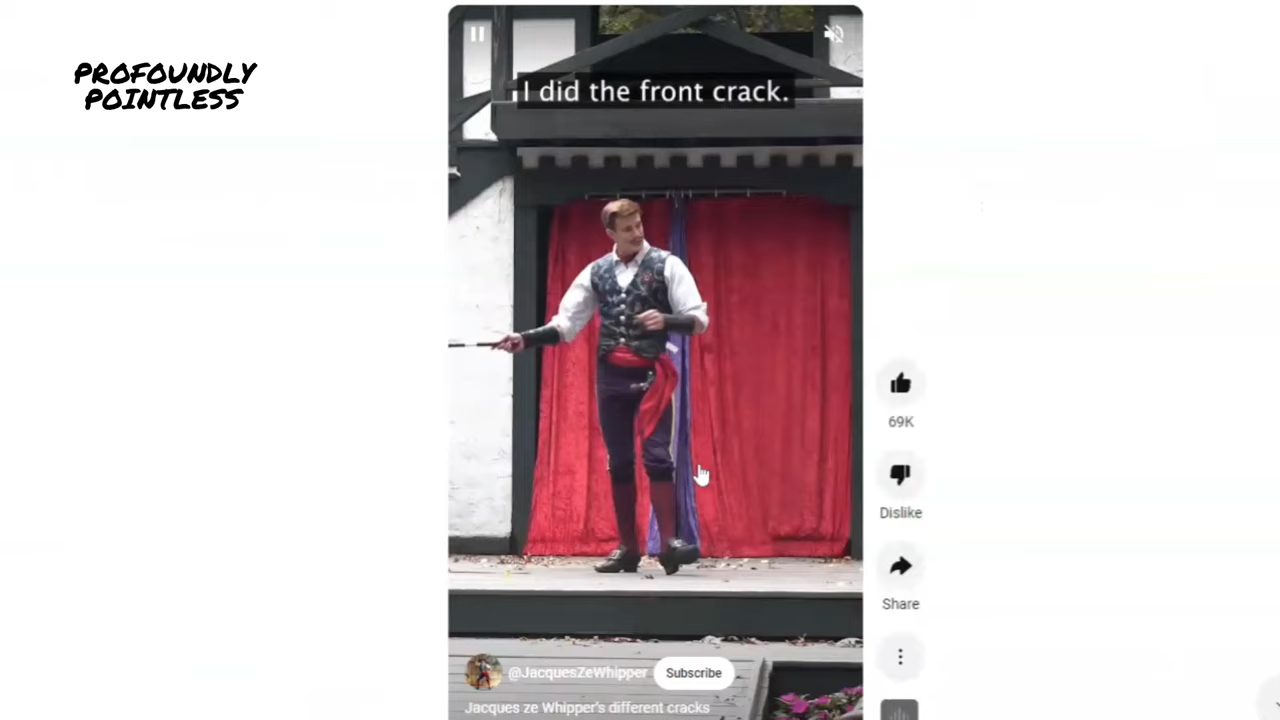 PROFOUNDLY
POINTLESS
I did the front crack.
69K
Dislike
Share
@JacquesZeWhipper
Subscribe
Jacques ze Whipper's different cracks